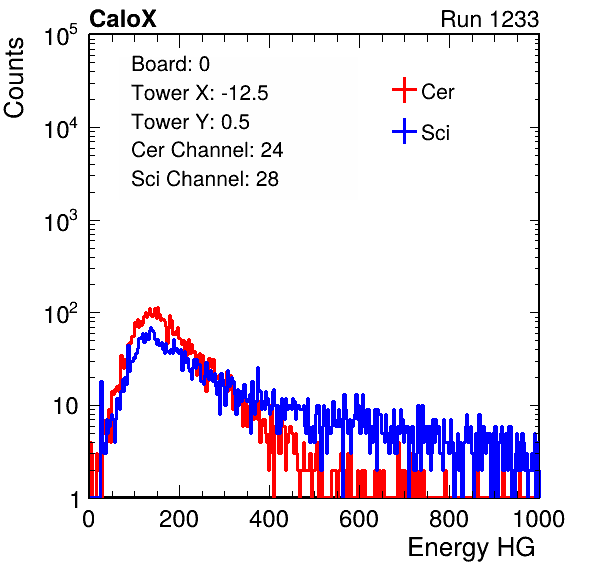 CaloX Run 1233
Counts
10^5
10^4
10^3
10^2
10
1
Board: 0
Tower X: -12.5
Tower Y: 0.5
Cer Channel: 24
Sci Channel: 28
Cer
Sci
0 200 400 600 800 1000
Energy HG